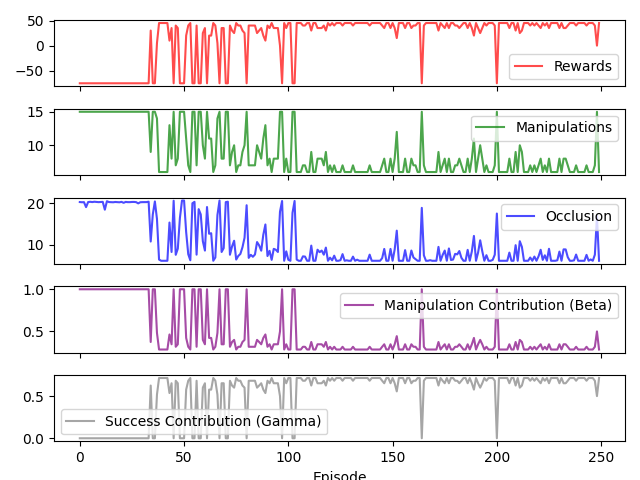 50
0
−50
Rewards
15
10
Manipulations
20
10
Occlusion
1.0
0.5
Manipulation Contribution (Beta)
0.5
0.0
Success Contribution (Gamma)
0 50 100 150 200 250
Episode